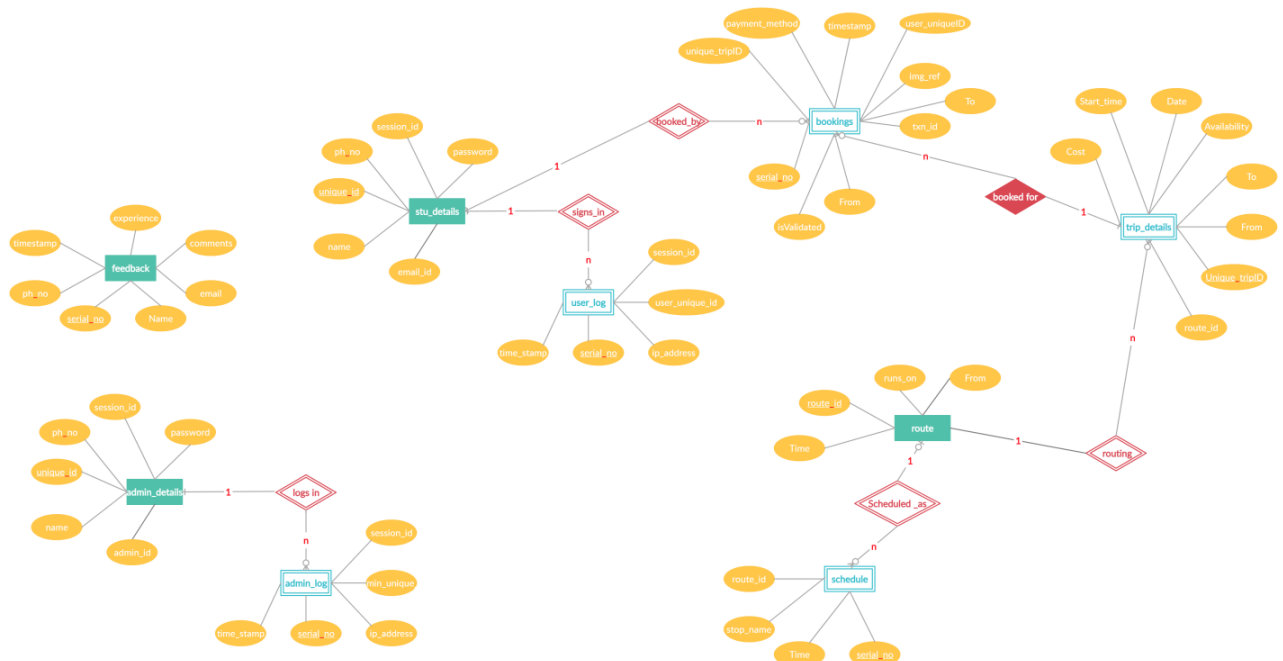 payment_method
timestamp
user_uniqueID
unique_tripID
img_ref
To
txn_id
bookings
serial_no
isValidated
From
booked_by
n
1
n
booked for
1
Start_time
Date
Availability
Cost
To
From
Unique_tripID
route_id
trip_details
n
session_id
ph_no
password
unique_id
stu_details
name
email_id
1
signs_in
n
session_id
user_log
user_unique_id
time_stamp
serial_no
ip_address
experience
timestamp
comments
feedback
ph_no
email
serial_no
Name
session_id
ph_no
password
unique_id
admin_details
name
admin_id
1
logs in
n
session_id
admin_log
min_unique
time_stamp
serial_no
ip_address
runs_on
From
route_id
route
Time
1
routing
1
Scheduled _as
n
route_id
schedule
stop_name
Time
serial_no